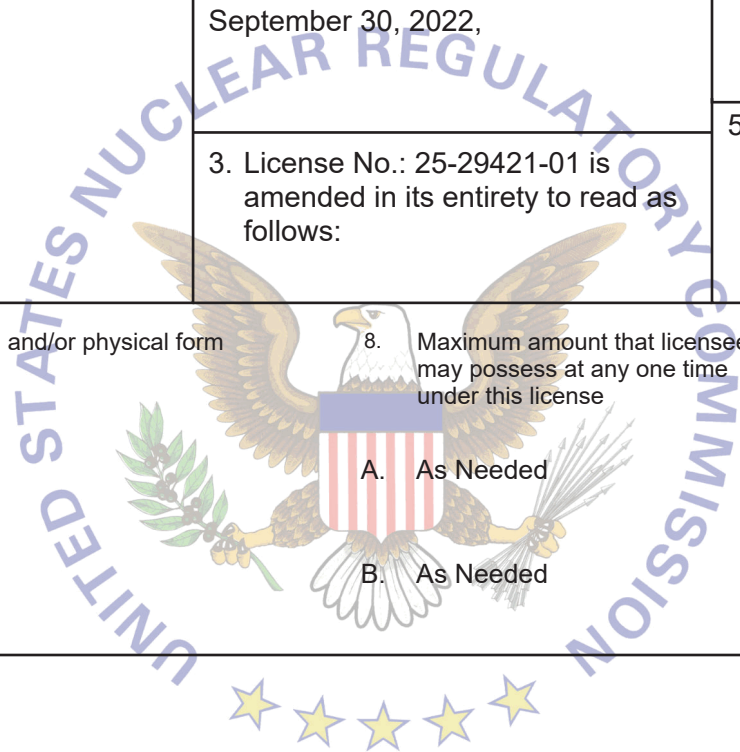 September 30, 2022,
5
3. License No.: 25-29421-01 is
amended in its entirety to read as
follows:
and/or physical form
8. Maximum amount that licensee
may possess at any one time
under this license
A. As Needed
B. As Needed
UNITED STATES NUCLEAR REGULATORY COMMISSION